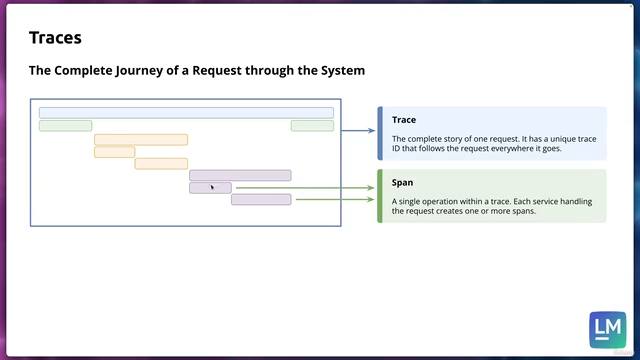 Traces
The Complete Journey of a Request through the System
Trace
The complete story of one request. It has a unique trace
ID that follows the request everywhere it goes.
Span
A single operation within a trace. Each service handling
the request creates one or more spans.
LM